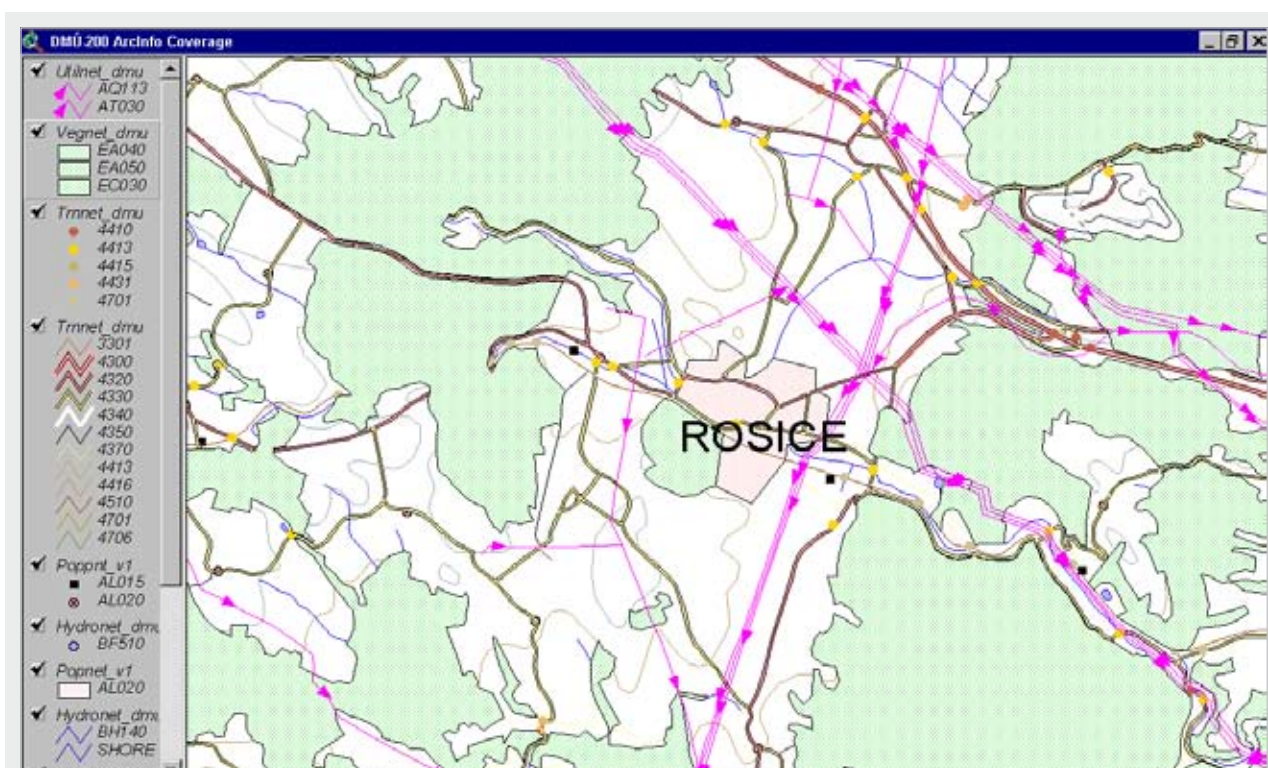 DMÚ 200 ArcInfo Coverage
Utilnet_dmu
AQ113
AT030
Vegnet_dmu
EA040
EA050
EC030
Trnnet_dmu
4410
4413
4415
4431
4701
Trnnet_dmu
3301
4300
4320
4330
4340
4350
4370
4413
4416
4510
4701
4706
Poppnt_v1
AL015
AL020
Hydronet_dmu
BF510
Popnet_v1
AL020
Hydronet_dmu
BH140
SHORE
ROSICE